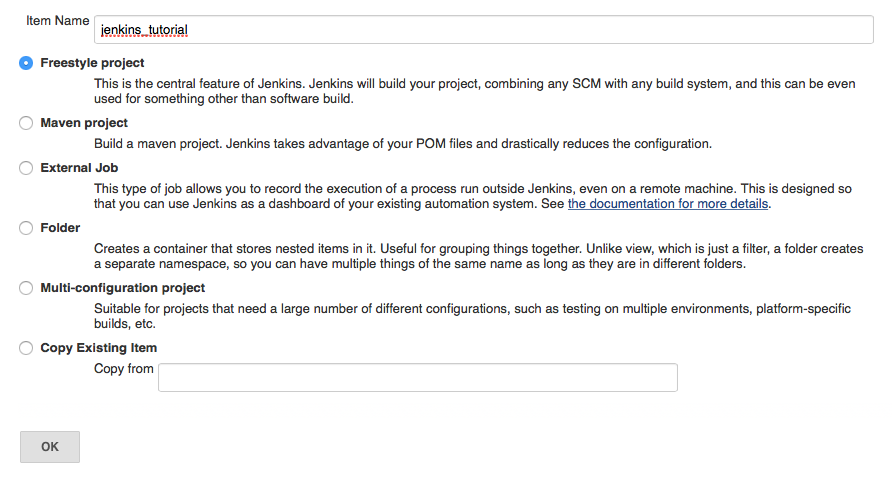 Item Name jenkins_tutorial
Freestyle project
This is the central feature of Jenkins. Jenkins will build your project, combining any SCM with any build system, and this can be even
used for something other than software build.
Maven project
Build a maven project. Jenkins takes advantage of your POM files and drastically reduces the configuration.
External Job
This type of job allows you to record the execution of a process run outside Jenkins, even on a remote machine. This is designed so
that you can use Jenkins as a dashboard of your existing automation system. See the documentation for more details.
Folder
Creates a container that stores nested items in it. Useful for grouping things together. Unlike view, which is just a filter, a folder creates
a separate namespace, so you can have multiple things of the same name as long as they are in different folders.
Multi-configuration project
Suitable for projects that need a large number of different configurations, such as testing on multiple environments, platform-specific
builds, etc.
Copy Existing Item
Copy from
OK